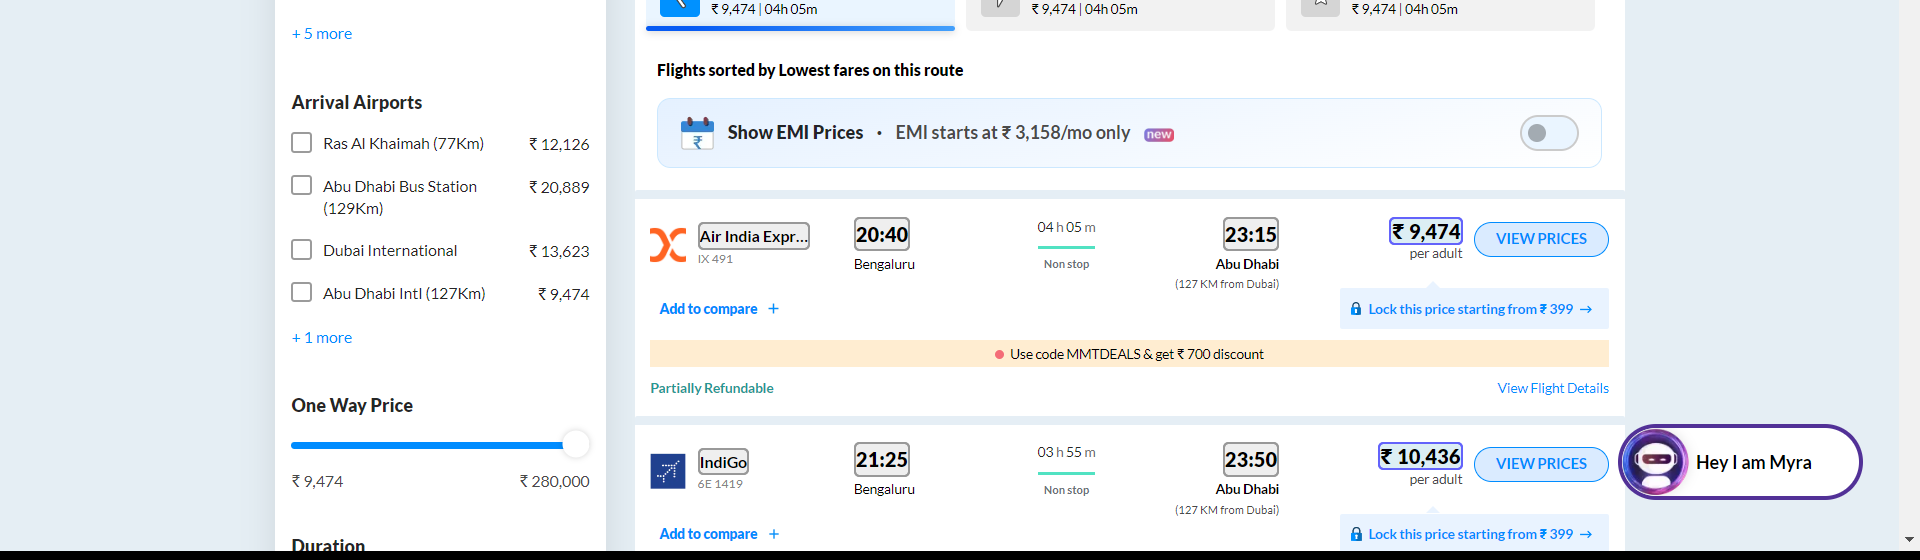 + 5 more
Arrival Airports
Ras Al Khaimah (77Km) ₹ 12,126
Abu Dhabi Bus Station (129Km) ₹ 20,889
Dubai International ₹ 13,623
Abu Dhabi Intl (127Km) ₹ 9,474
+ 1 more
One Way Price
₹ 9,474 ₹ 280,000
Duration
₹ 9,474 | 04h 05m
₹ 9,474 | 04h 05m
₹ 9,474 | 04h 05m
Flights sorted by Lowest fares on this route
Show EMI Prices · EMI starts at ₹ 3,158/mo only new
Air India Expr...
IX 491
20:40
Bengaluru
04 h 05 m
Non stop
23:15
Abu Dhabi
(127 KM from Dubai)
₹ 9,474
per adult
VIEW PRICES
Add to compare +
Lock this price starting from ₹ 399 →
Use code MMTDEALS & get ₹ 700 discount
Partially Refundable
View Flight Details
IndiGo
6E 1419
21:25
Bengaluru
03 h 55 m
Non stop
23:50
Abu Dhabi
(127 KM from Dubai)
₹ 10,436
per adult
VIEW PRICES
Add to compare +
Lock this price starting from ₹ 399 →
Hey I am Myra